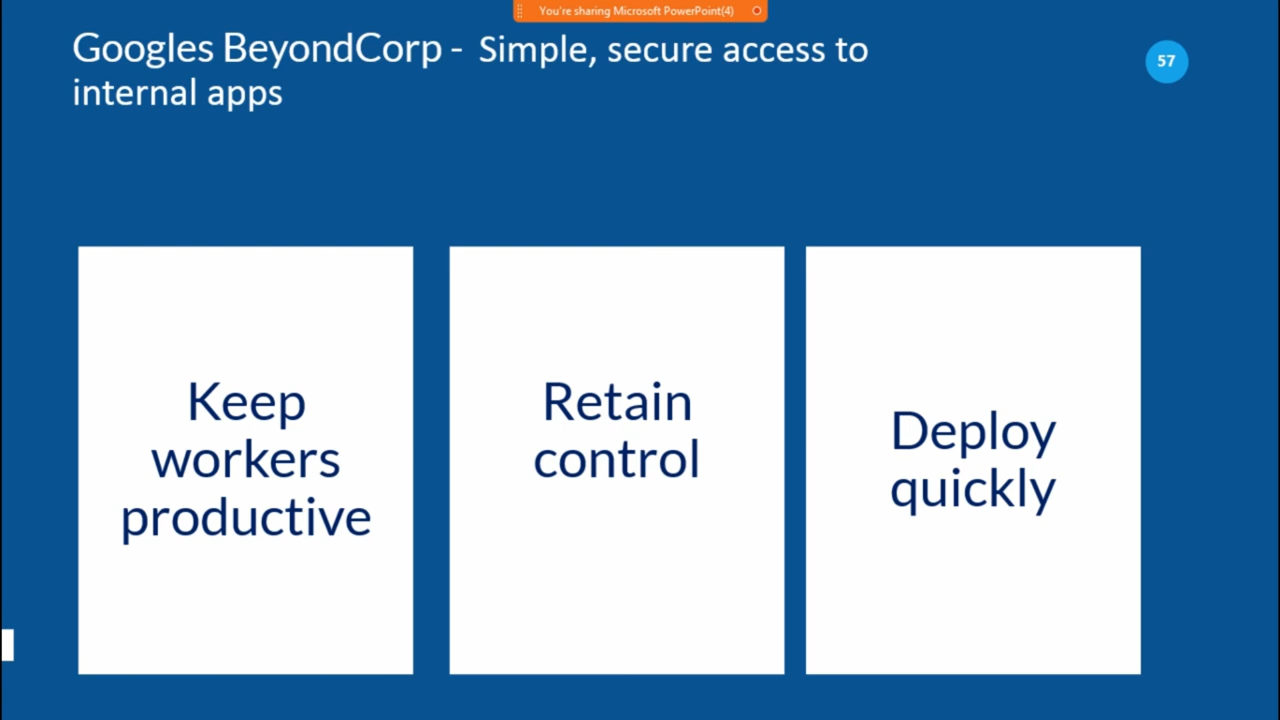 You're sharing Microsoft PowerPoint(4)
Googles BeyondCorp - Simple, secure access to
internal apps
57
Keep
workers
productive
Retain
control
Deploy
quickly